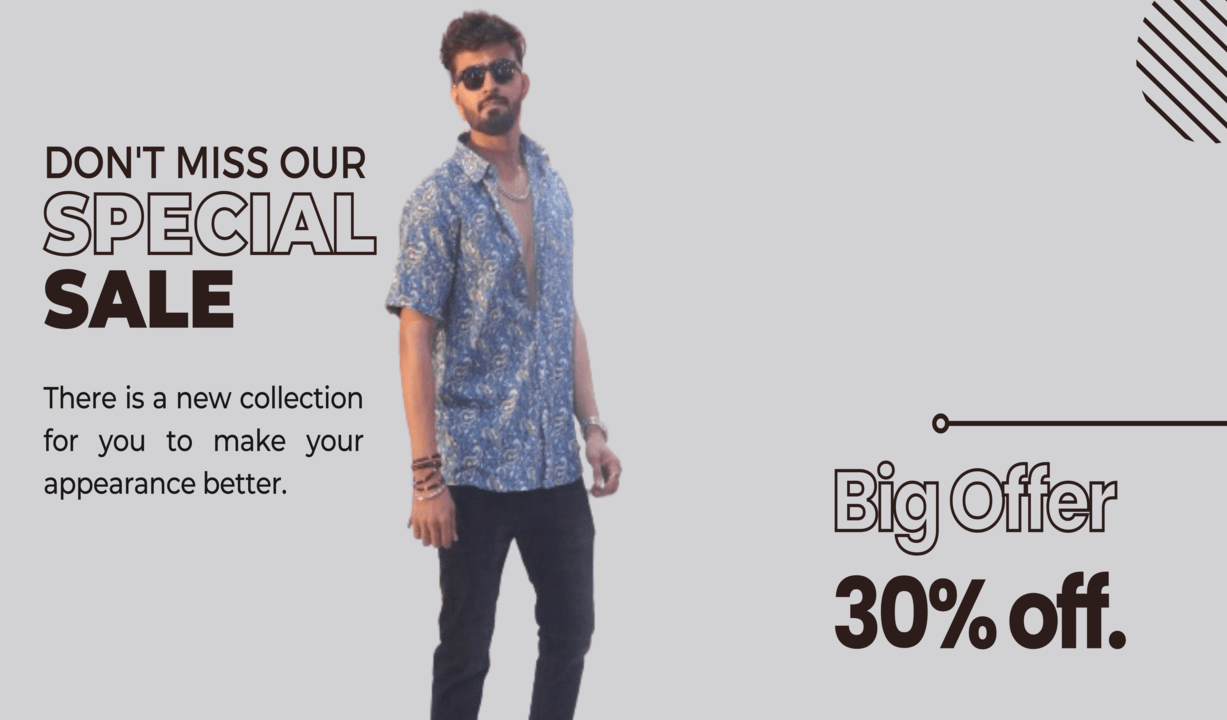 DON'T MISS OUR
SPECIAL
SALE
There is a new collection
for you to make your
appearance better.
Big Offer
30% off.